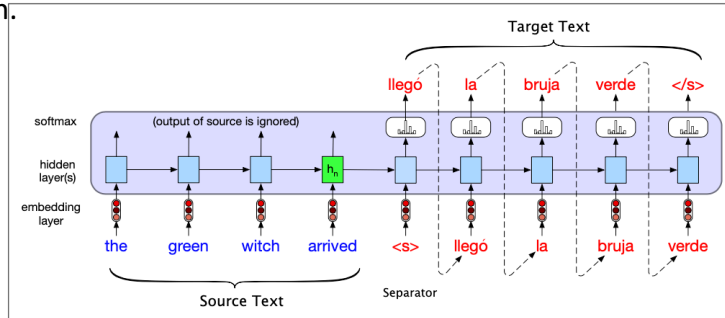 n.
Target Text
llegó la bruja verde </s>
softmax (output of source is ignored)
hidden layer(s) hn
embedding layer
the green witch arrived <s> llegó la bruja verde
Separator
Source Text